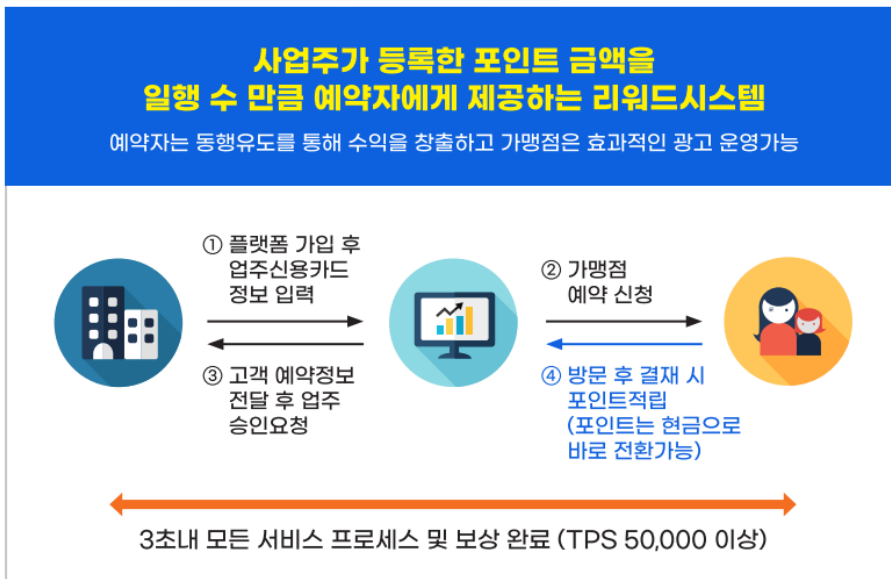 사업주가 등록한 포인트 금액을
일행 수 만큼 예약자에게 제공하는 리워드시스템
예약자는 동행유도를 통해 수익을 창출하고 가맹점은 효과적인 광고 운영가능
① 플랫폼 가입 후
업주신용카드
정보 입력
② 가맹점
예약 신청
③ 고객 예약정보
전달 후 업주
승인요청
④ 방문 후 결재 시
포인트적립
(포인트는 현금으로
바로 전환가능)
3초내 모든 서비스 프로세스 및 보상 완료 (TPS 50,000 이상)